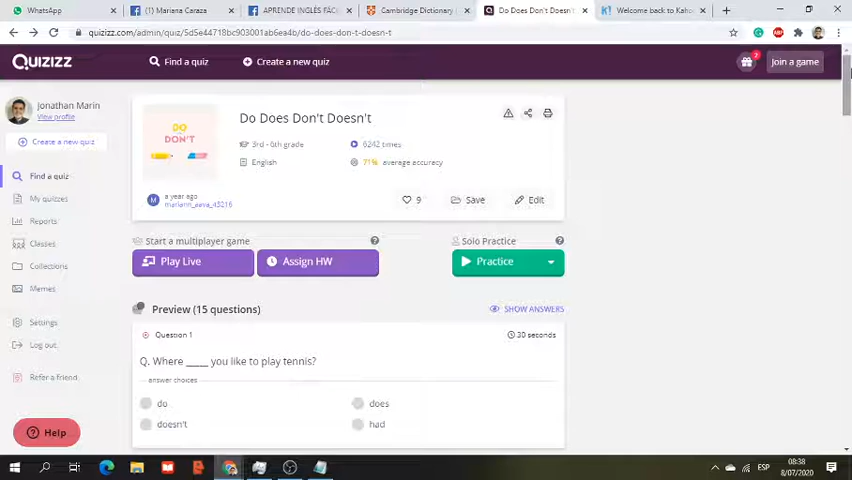 WhatsApp
(1) Mariana Caraza
APRENDE INGLÉS FÁCI
Cambridge Dictionary |
Do Does Don't Doesn't
Welcome back to Kaho
quizizz.com/admin/quiz/5d5e44718bc903001ab6ea4b/do-does-don-t-doesn-t
Quizizz
Find a quiz
Create a new quiz
7
Join a game
Jonathan Marin
View profile
Create a new quiz
Find a quiz
My quizzes
Reports
Classes
Collections
Memes
Settings
Log out
Refer a friend
Help
DO
DON'T
Do Does Don't Doesn't
3rd - 6th grade
6242 times
English
71% average accuracy
M
a year ago
9
Save
Edit
Start a multiplayer game
Solo Practice
Play Live
Assign HW
Practice
Preview (15 questions)
SHOW ANSWERS
Question 1
30 seconds
Q. Where _____ you like to play tennis?
answer choices
do
does
doesn't
had
ESP
08:38
8/07/2020